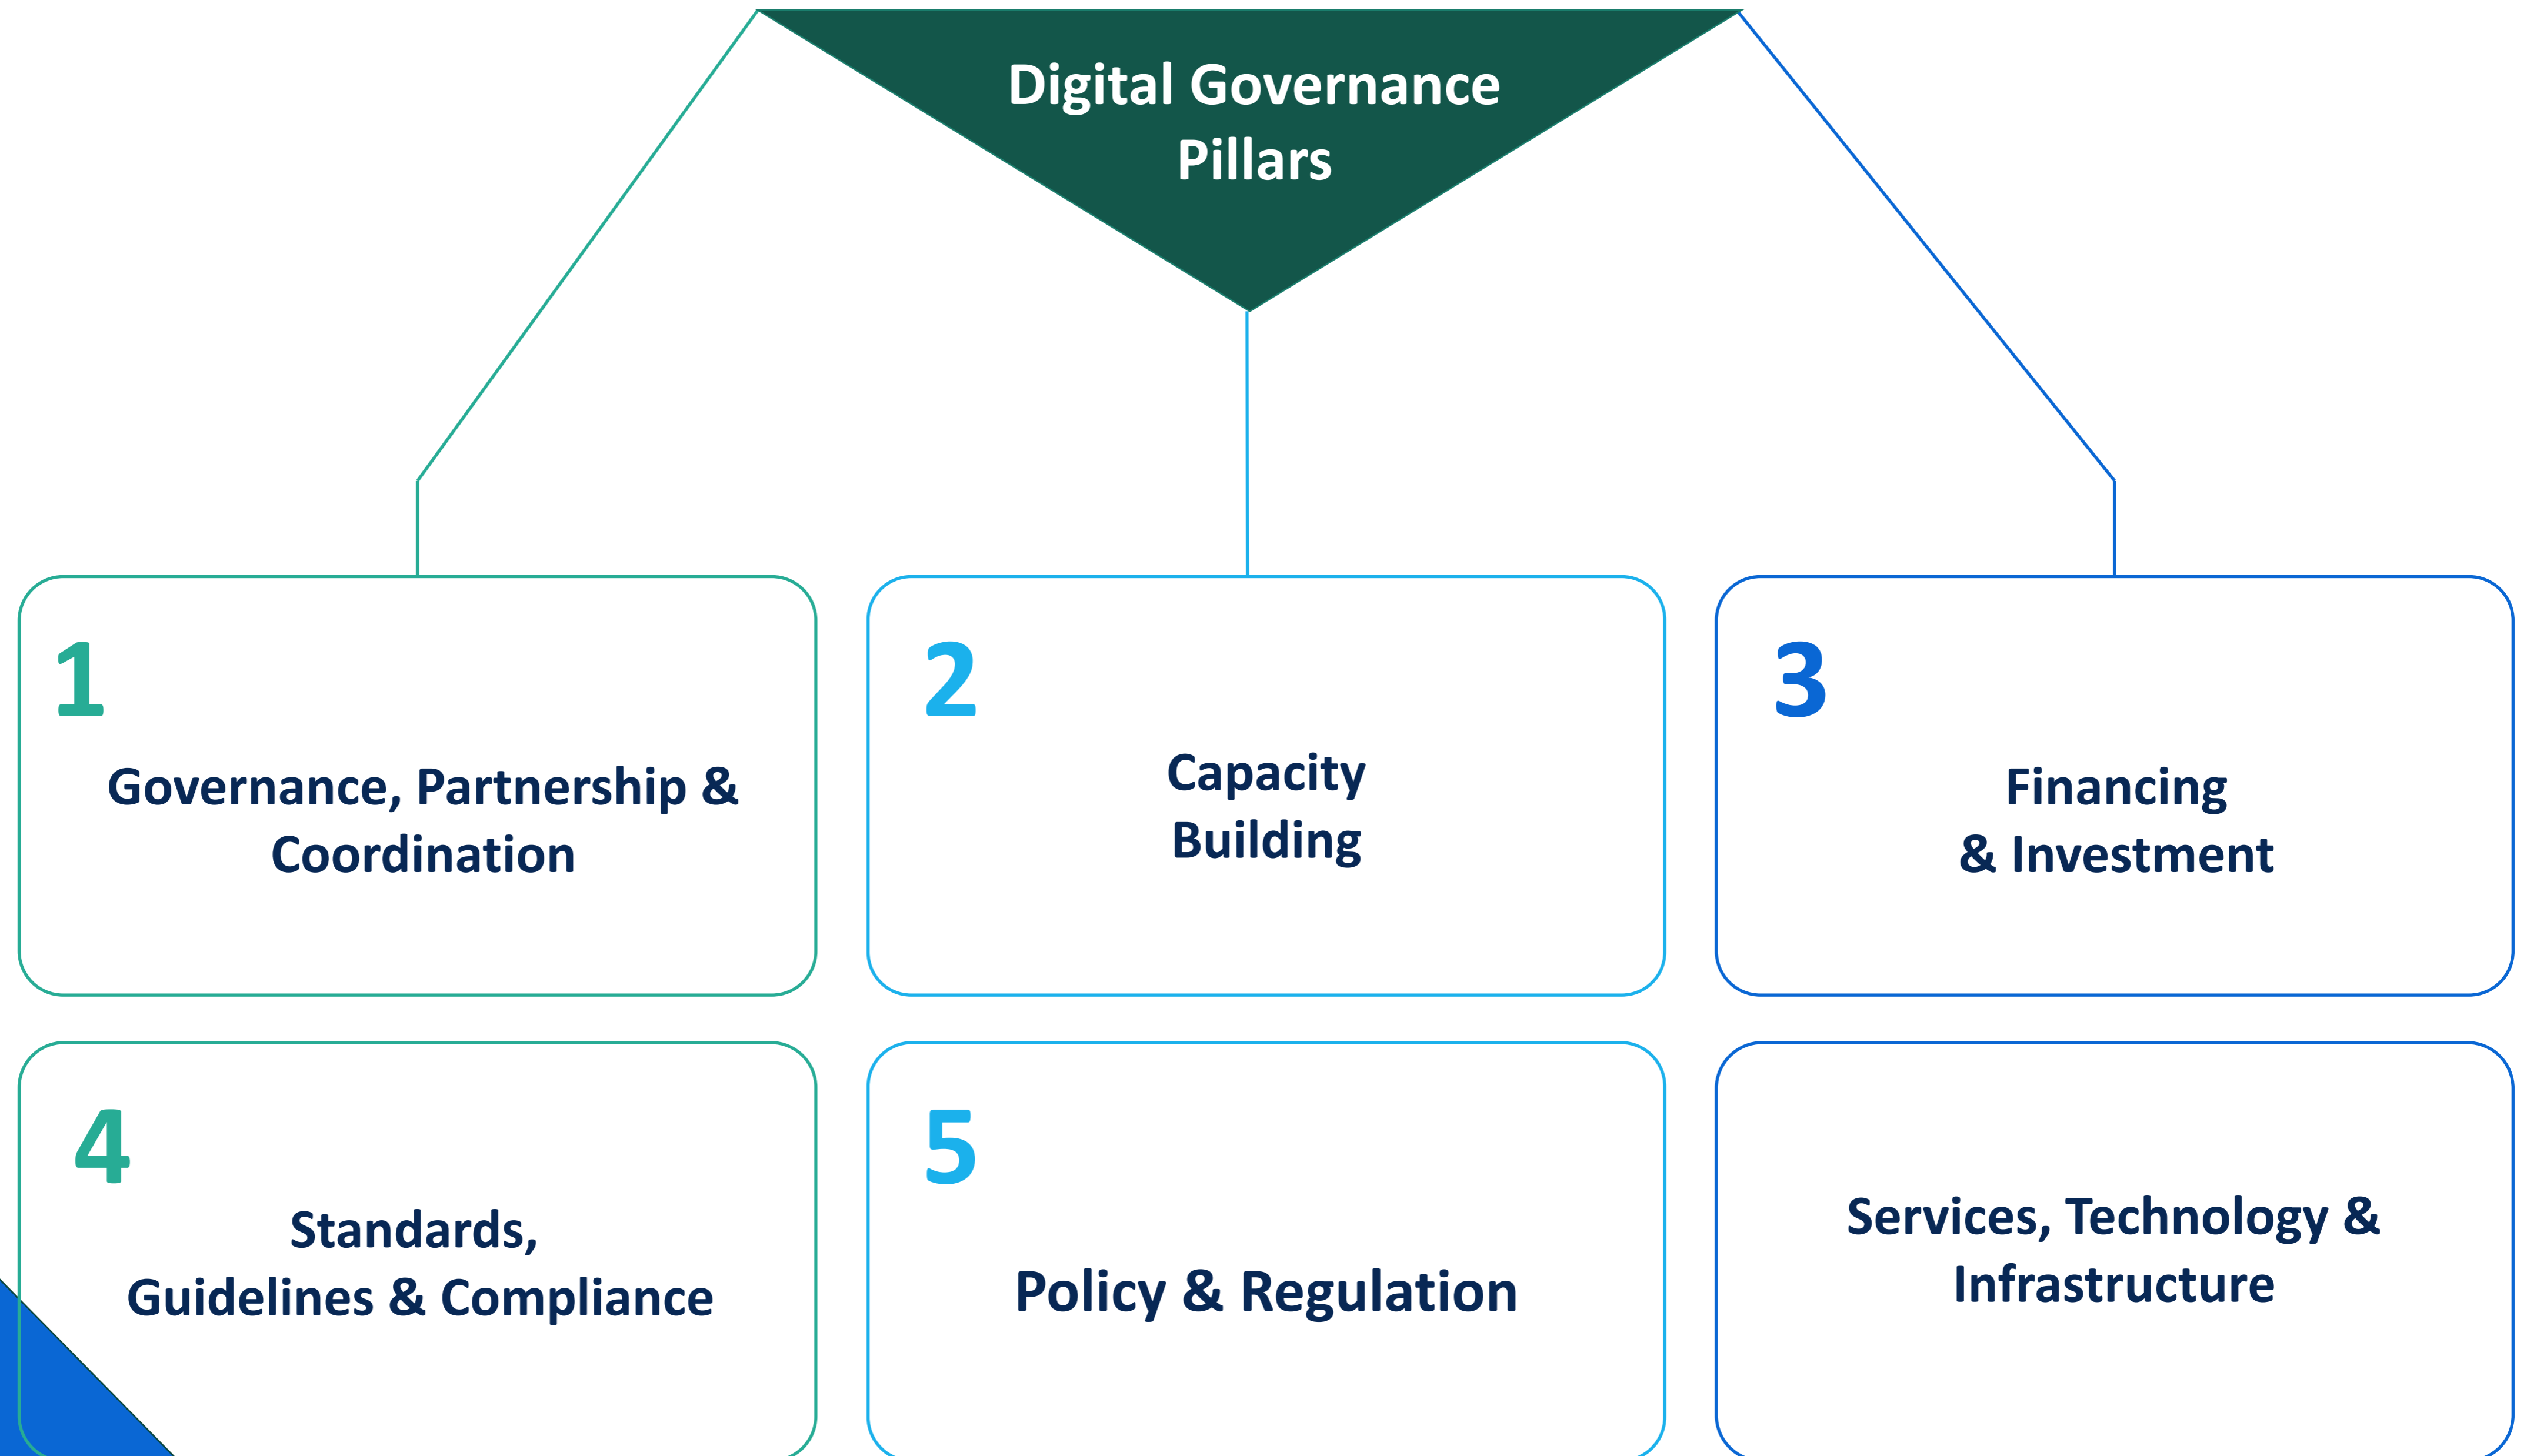 Digital Governance
Pillars
1
Governance, Partnership &
Coordination
2
Capacity
Building
3
Financing
& Investment
4
Standards,
Guidelines & Compliance
5
Policy & Regulation
Services, Technology &
Infrastructure